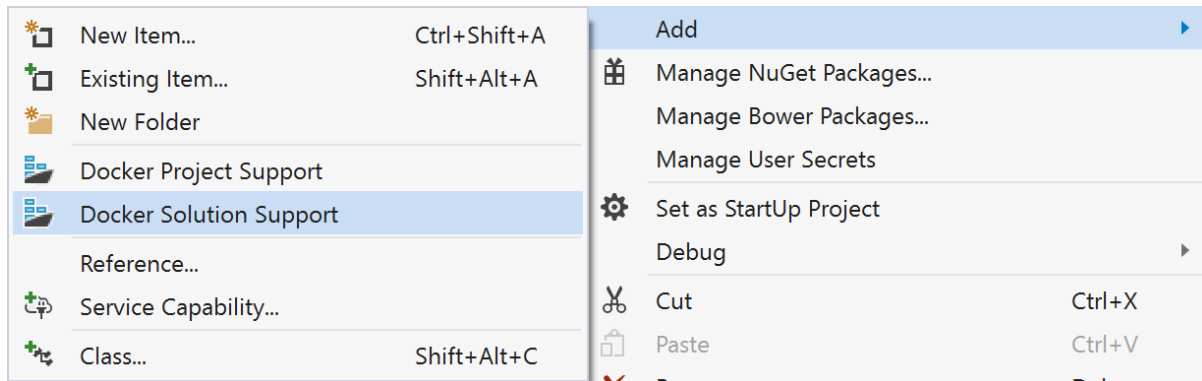 New Item... Ctrl+Shift+A
Existing Item... Shift+Alt+A
New Folder
Docker Project Support
Docker Solution Support
Reference...
Service Capability...
Class... Shift+Alt+C
Add
Manage NuGet Packages...
Manage Bower Packages...
Manage User Secrets
Set as StartUp Project
Debug
Cut Ctrl+X
Paste Ctrl+V